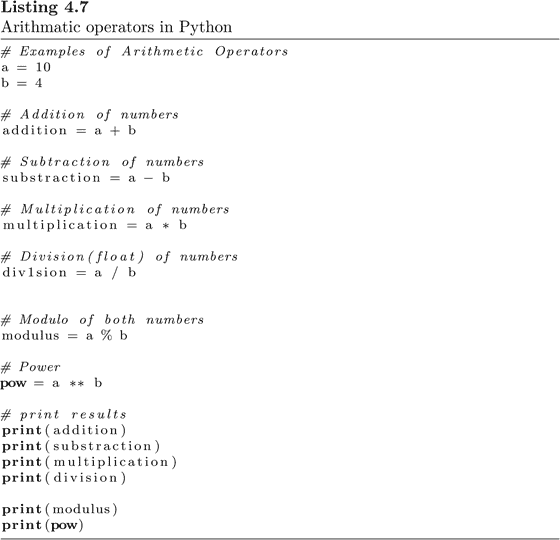 Listing 4.7
Arithmatic operators in Python
# Examples of Arithmetic Operators
a = 10
b = 4
# Addition of numbers
addition = a + b
# Subtraction of numbers
substraction = a − b
# Multiplication of numbers
multiplication = a * b
# Division(float) of numbers
div1sion = a / b
# Modulo of both numbers
modulus = a % b
# Power
pow = a ** b
# print results
print(addition)
print(substraction)
print(multiplication)
print(division)
print(modulus)
print(pow)